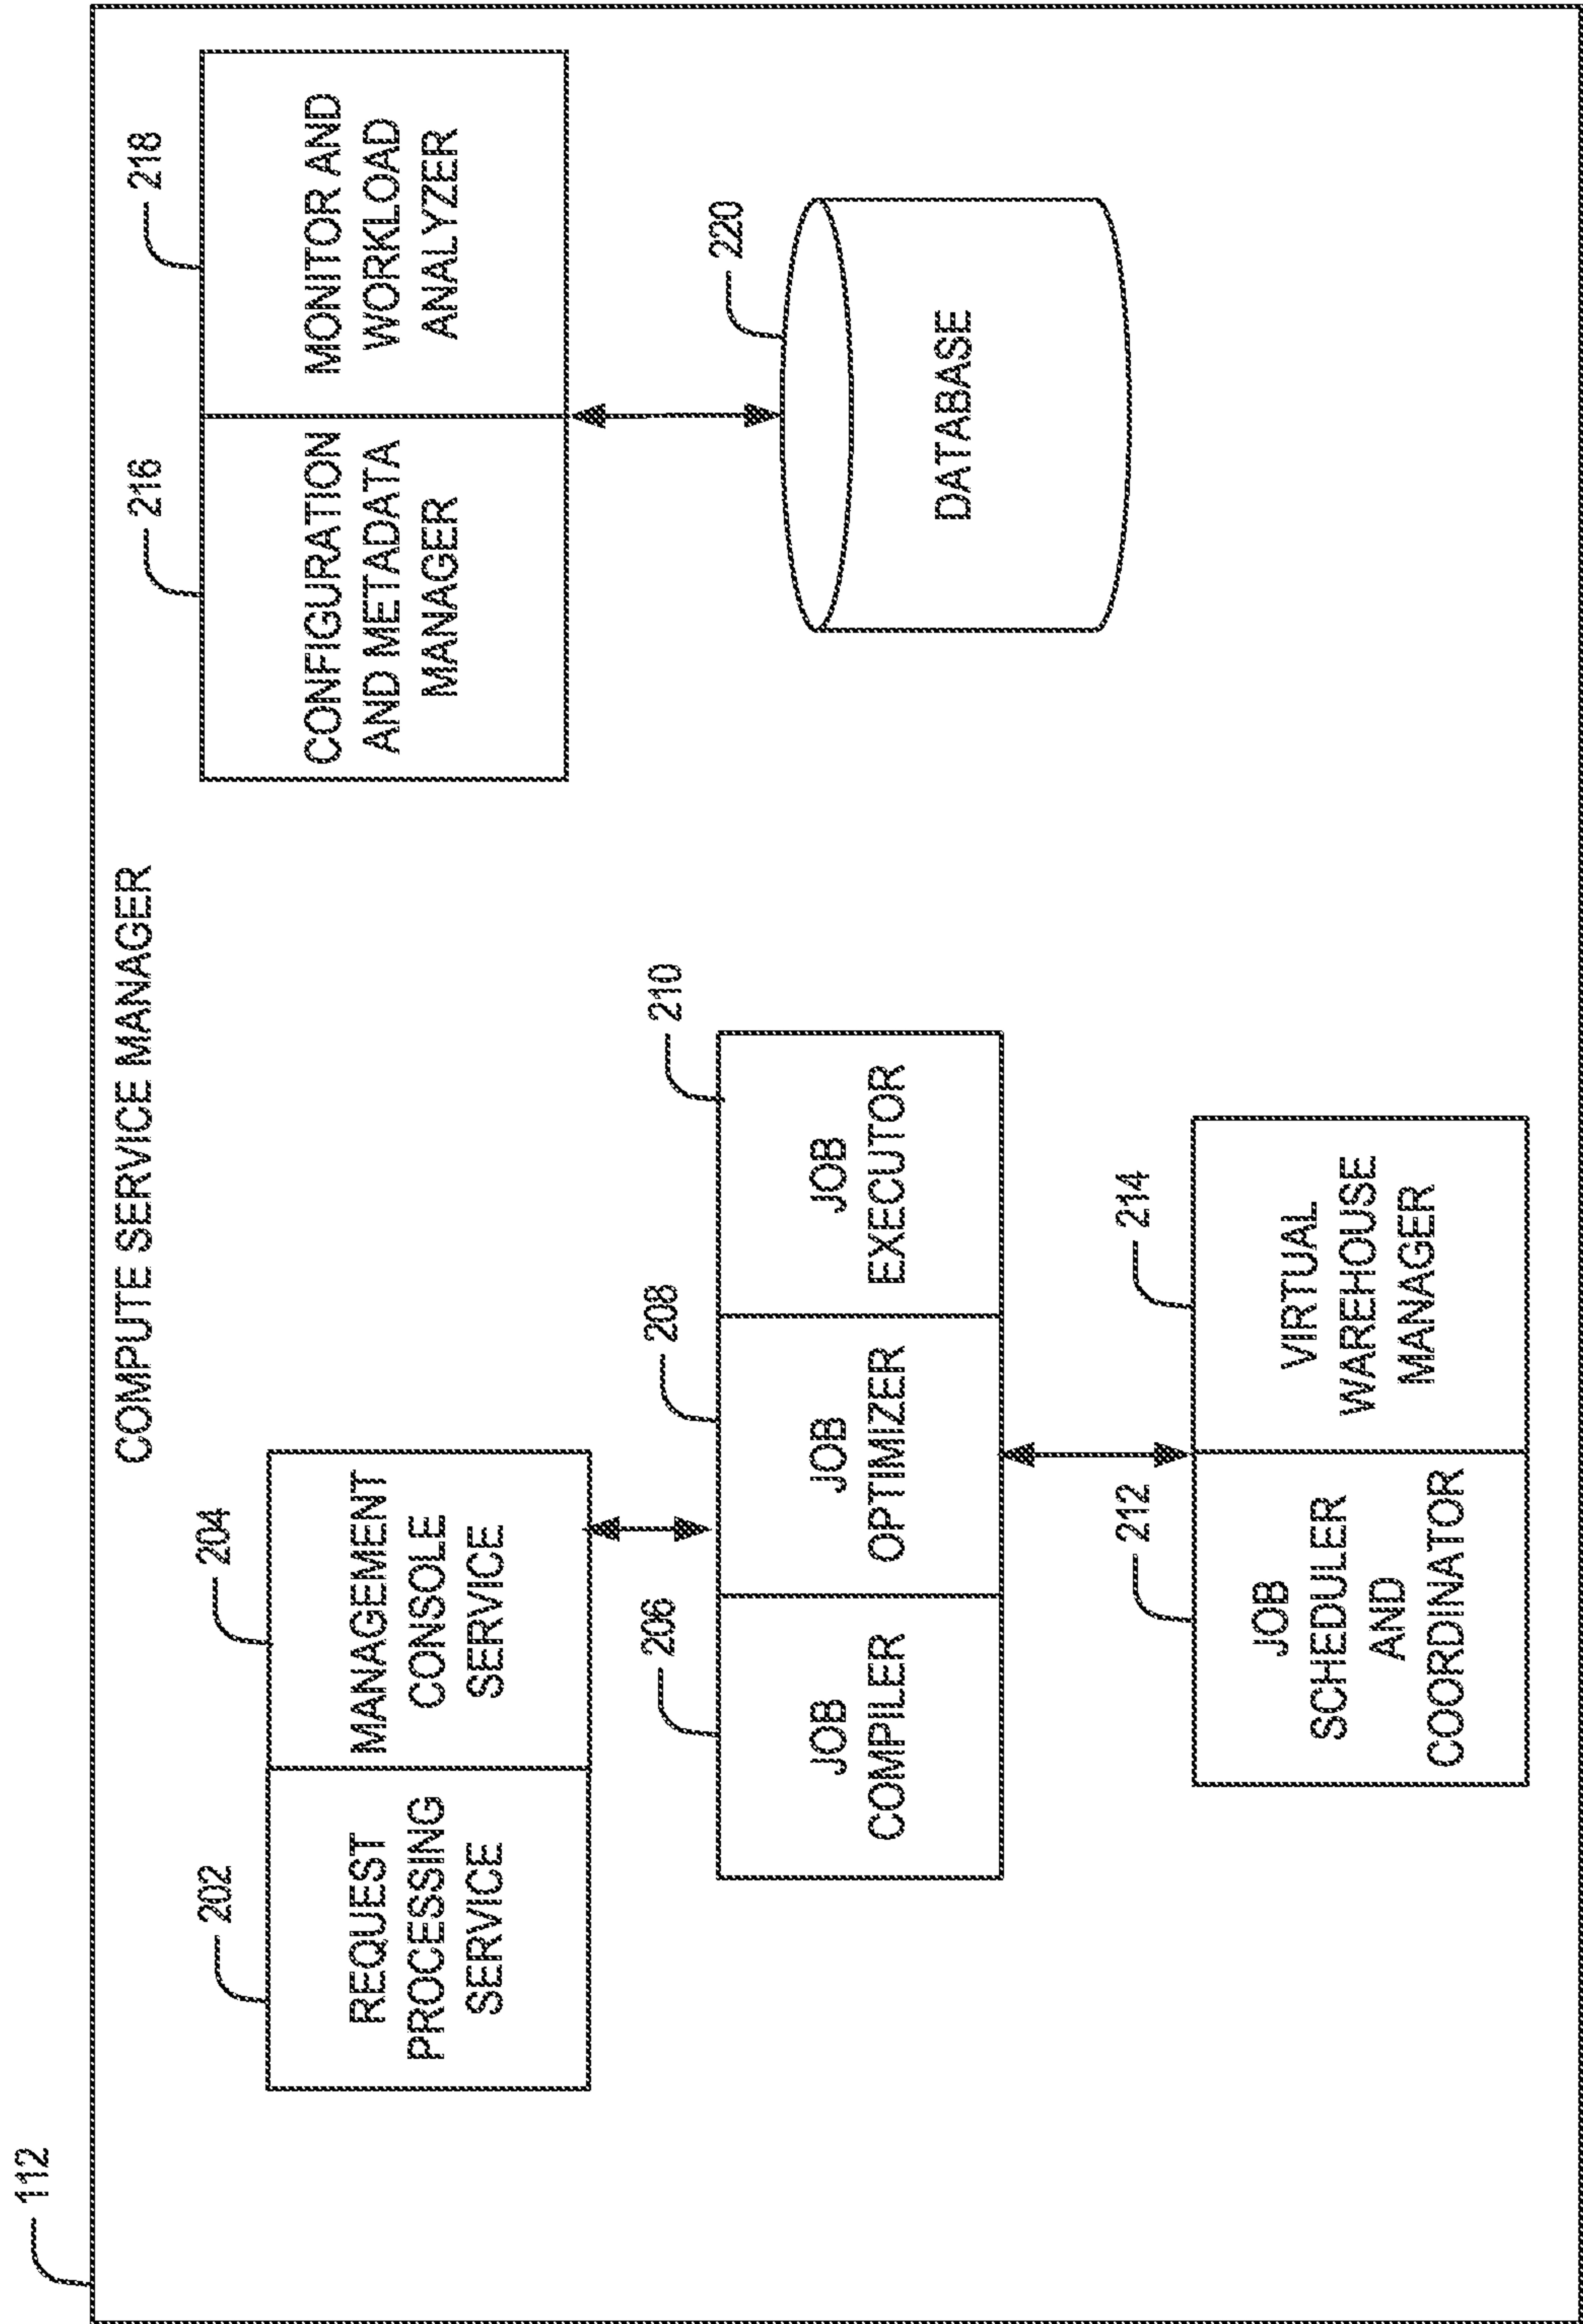 112
COMPUTE SERVICE MANAGER
202
204
REQUEST
PROCESSING
SERVICE
MANAGEMENT
CONSOLE
SERVICE
206
208
210
JOB
COMPILER
JOB
OPTIMIZER
JOB
EXECUTOR
212
214
JOB
SCHEDULER
AND
COORDINATOR
VIRTUAL
WAREHOUSE
MANAGER
216
218
CONFIGURATION
AND METADATA
MANAGER
MONITOR AND
WORKLOAD
ANALYZER
220
DATABASE